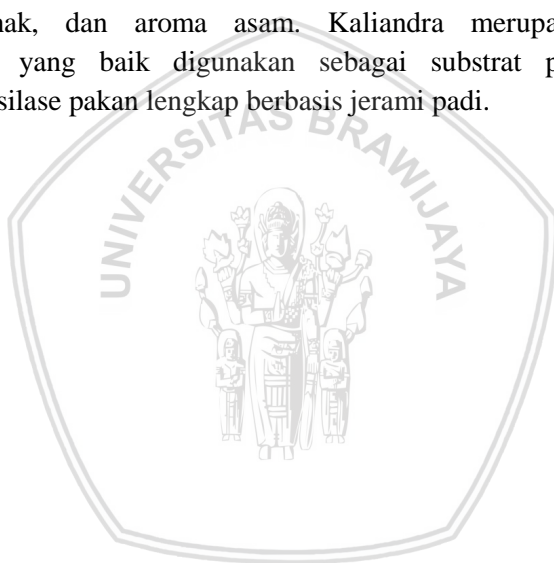 nak, dan aroma asam. Kaliandra merupa
yang baik digunakan sebagai substrat p
silase pakan lengkap berbasis jerami padi.
UNIVERSITAS BRAWIJAYA